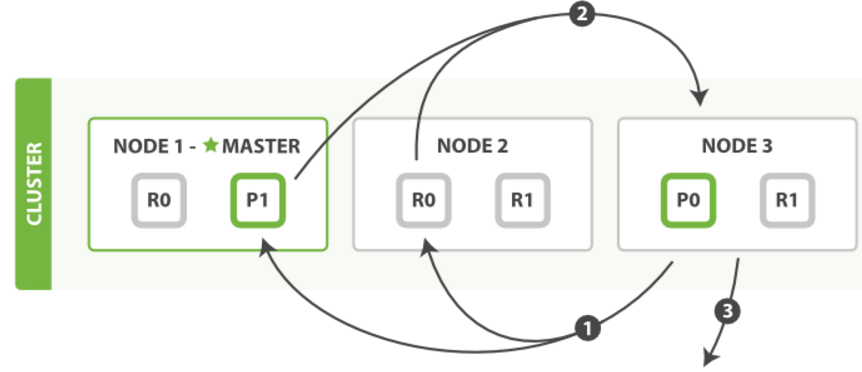 2
CLUSTER
NODE 1 - ★MASTER
R0
P1
NODE 2
R0
R1
NODE 3
P0
R1
1
3